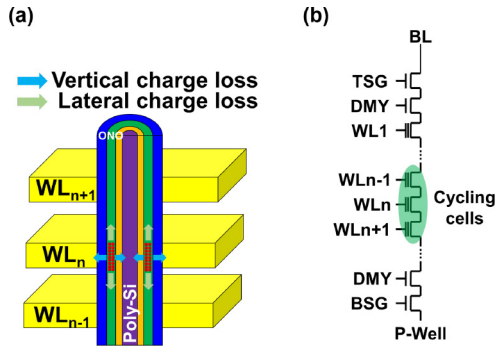 (a)
Vertical charge loss
Lateral charge loss
ONO
WLn+1
WLn
WLn-1
Poly-Si
(b)
BL
TSG
DMY
WL1
WLn-1
WLn
WLn+1
Cycling
cells
DMY
BSG
P-Well